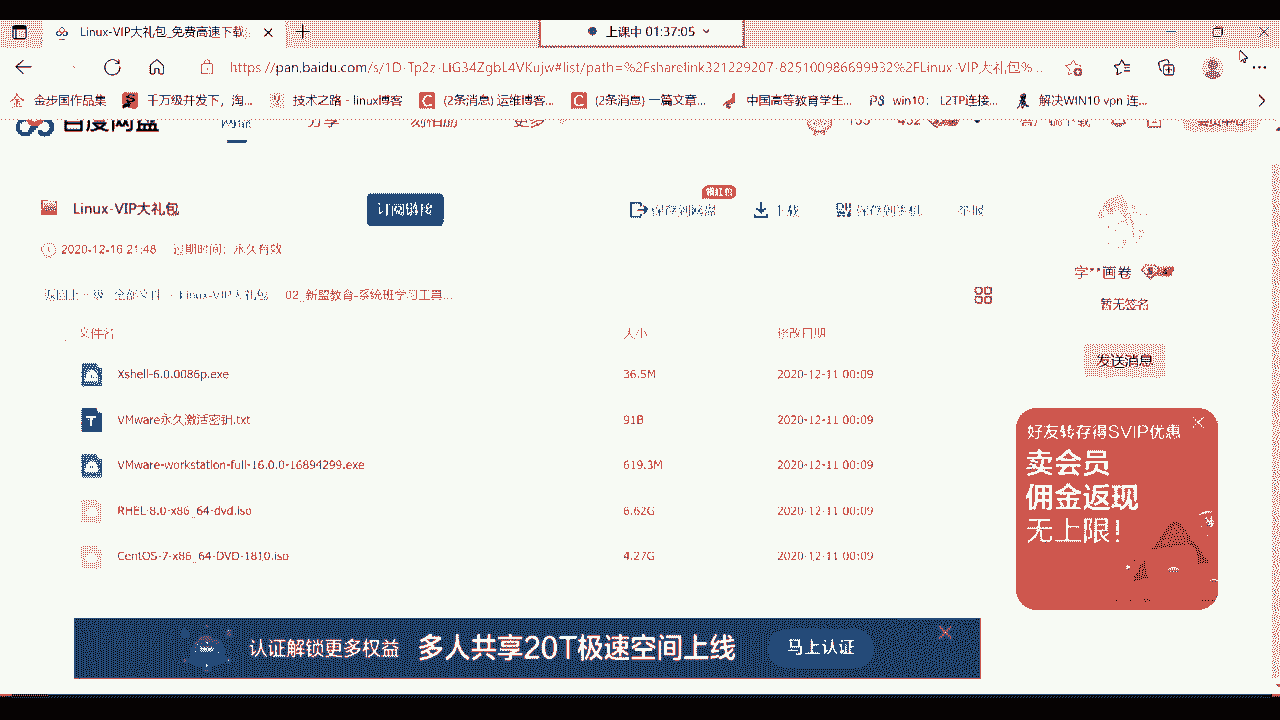 Linux-VIP大礼包_免费高速下载
上课中 01:37:05
https://pan.baidu.com/s/1D-Tp2z-LiG34ZgbL4VKujw#list/path=%2Fsharelink321229207-825100986699932%2FLinux-VIP大礼包%...
金步国作品集 千万级并发下，淘... 技术之路 - linux博客 (2条消息) 运维博客... (2条消息) 一篇文章... 中国高等教育学生... win10： L2TP连接... 解决WIN10 vpn 连...
百度网盘 网盘 分享 更多
Linux-VIP大礼包 订阅链接 保存到网盘 下载 保存到手机 举报
2020-12-16 21:48 过期时间：永久有效
字**画卷
返回上一级 全部文件 Linux-VIP大礼包 02_新盟教育-系统班学习工具...
暂无签名
文件名 大小 修改日期
发送消息
Xshell-6.0.0086p.exe 36.5M 2020-12-11 00:09
VMware永久激活密钥.txt 91B 2020-12-11 00:09
VMware-workstation-full-16.0.0-16894299.exe 619.3M 2020-12-11 00:09
RHEL-8.0-x86_64-dvd.iso 6.62G 2020-12-11 00:09
CentOS-7-x86_64-DVD-1810.iso 4.27G 2020-12-11 00:09
好友转存得SVIP优惠
卖会员
佣金返现
无上限！
认证解锁更多权益 多人共享20T极速空间上线 马上认证